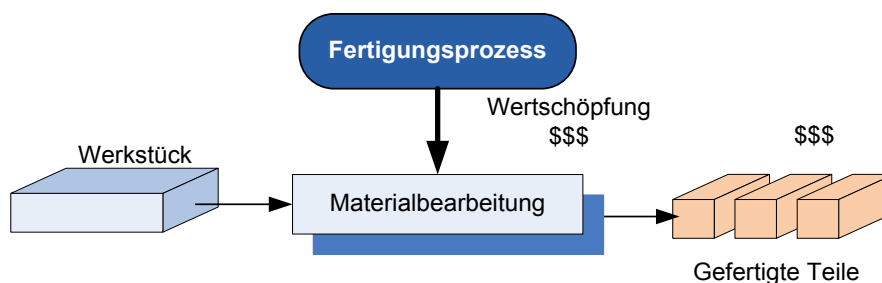 Fertigungsprozess
Wertschöpfung
$$$
$$$
Werkstück
Materialbearbeitung
Gefertigte Teile